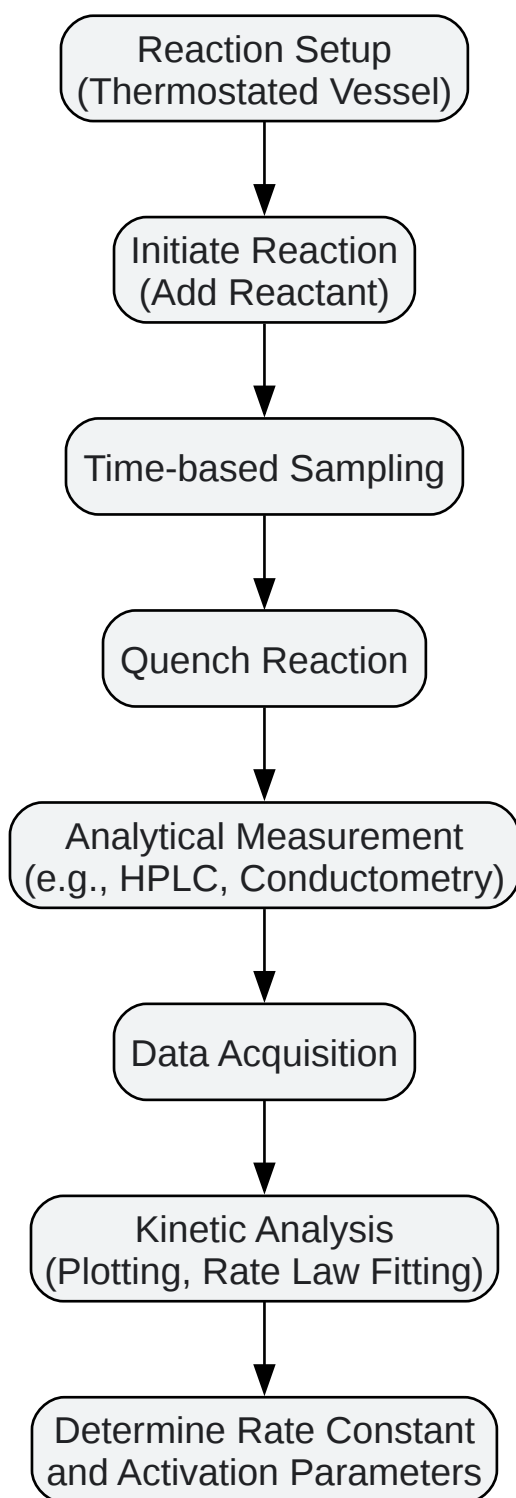 Reaction Setup
(Thermostated Vessel)
Initiate Reaction
(Add Reactant)
Time-based Sampling
Quench Reaction
Analytical Measurement
(e.g., HPLC, Conductometry)
Data Acquisition
Kinetic Analysis
(Plotting, Rate Law Fitting)
Determine Rate Constant
and Activation Parameters